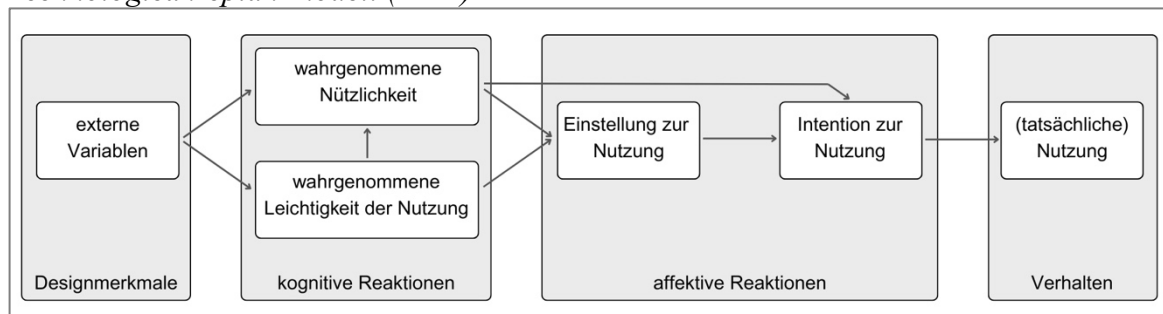 wahrgenommene
Nützlichkeit
externe
Variablen
Einstellung zur
Nutzung
Intention zur
Nutzung
(tatsächliche)
Nutzung
wahrgenommene
Leichtigkeit der Nutzung
Designmerkmale
kognitive Reaktionen
affektive Reaktionen
Verhalten